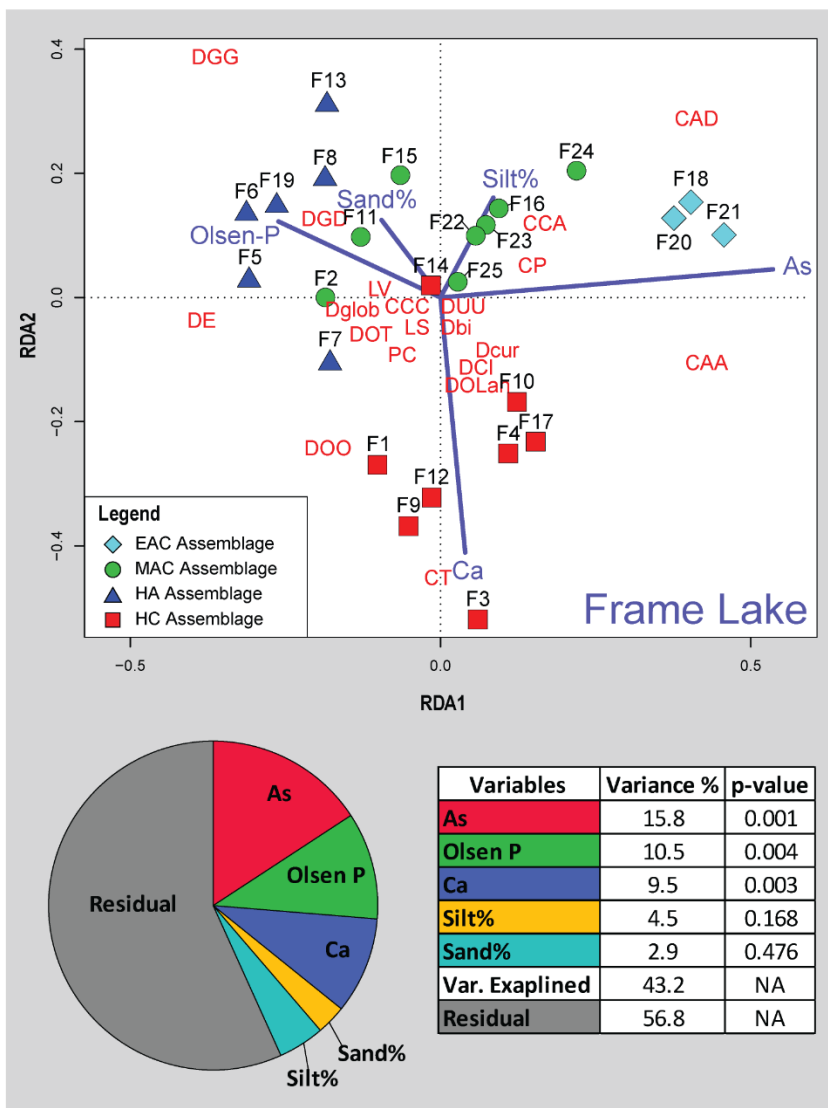 0.4
DGG
F13
CAD
F15
F24
F8
0.2
Silt%
F18
F6
F19
Sand%
F16
F21
DGD
F11
F22
CCA
Olsen-P
F23
F20
F14
CP
F5
F25
As
F2
LV
0.0
Dglob
CCC
DUU
DE
LS
Dbi
DOT
F7
PC
Dcur
CAA
DCl
DOLan
F10
-0.2
F17
F1
F4
DOO
F12
F9
-0.4
CT
Ca
F3
RDA2
Legend
EAC Assemblage
MAC Assemblage
HA Assemblage
HC Assemblage
Frame Lake
-0.5
0.0
0.5
RDA1
As
Olsen P
Residual
Ca
Sand%
Silt%
Variables Variance % p-value
As 15.8 0.001
Olsen P 10.5 0.004
Ca 9.5 0.003
Silt% 4.5 0.168
Sand% 2.9 0.476
Var. Exaplined 43.2 NA
Residual 56.8 NA